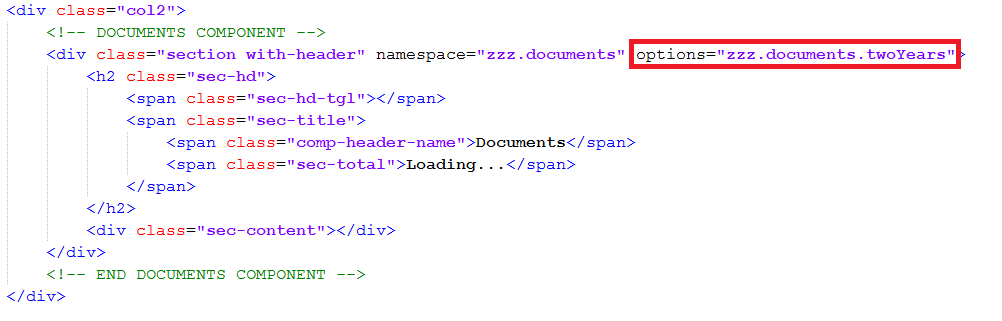 <div class="col2">
    <!-- DOCUMENTS COMPONENT -->
    <div class="section with-header" namespace="zzz.documents" options="zzz.documents.twoYears">
        <h2 class="sec-hd">
            <span class="sec-hd-tgl"></span>
            <span class="sec-title">
                <span class="comp-header-name">Documents</span>
                <span class="sec-total">Loading...</span>
            </span>
        </h2>
        <div class="sec-content"></div>
    </div>
    <!-- END DOCUMENTS COMPONENT -->
</div>